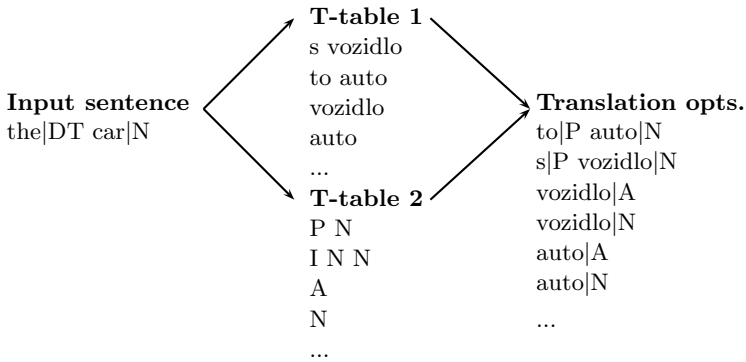 Input sentence
the|DT car|N
T-table 1
s vozidlo
to auto
vozidlo
auto
...
T-table 2
P N
I N N
A
N
...
Translation opts.
to|P auto|N
s|P vozidlo|N
vozidlo|A
vozidlo|N
auto|A
auto|N
...